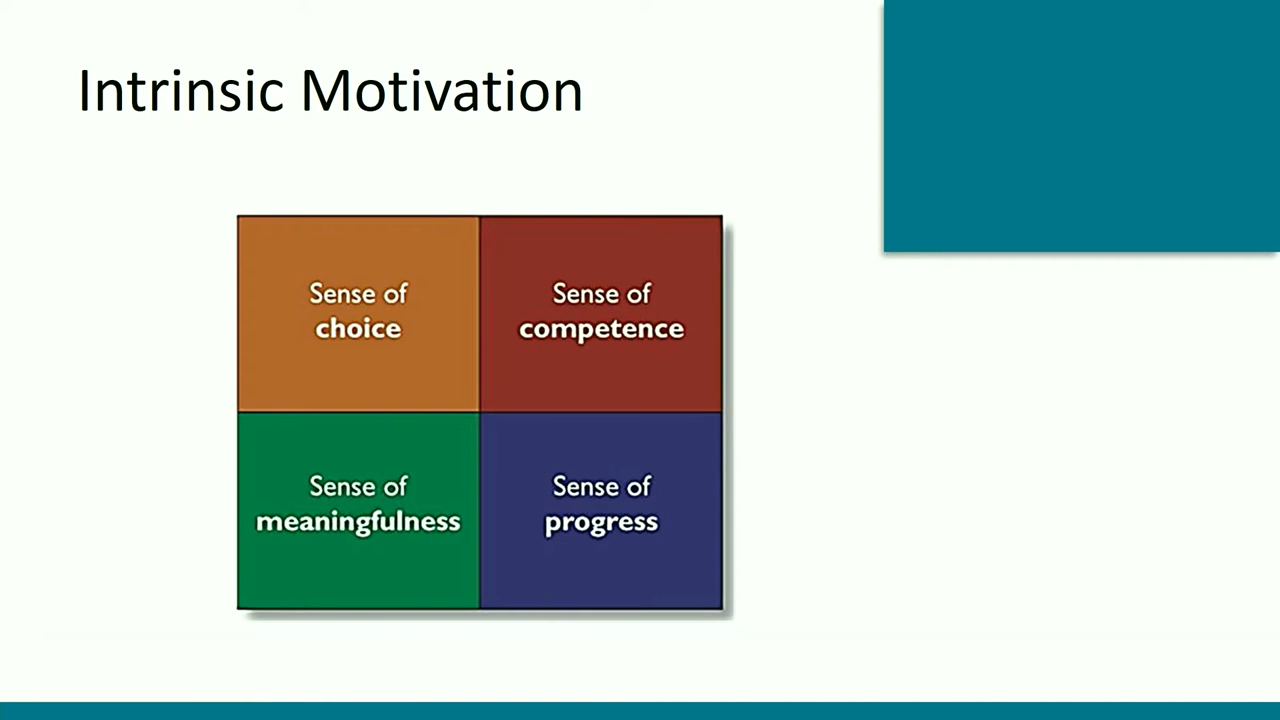 Intrinsic Motivation
Sense of
choice
Sense of
competence
Sense of
meaningfulness
Sense of
progress